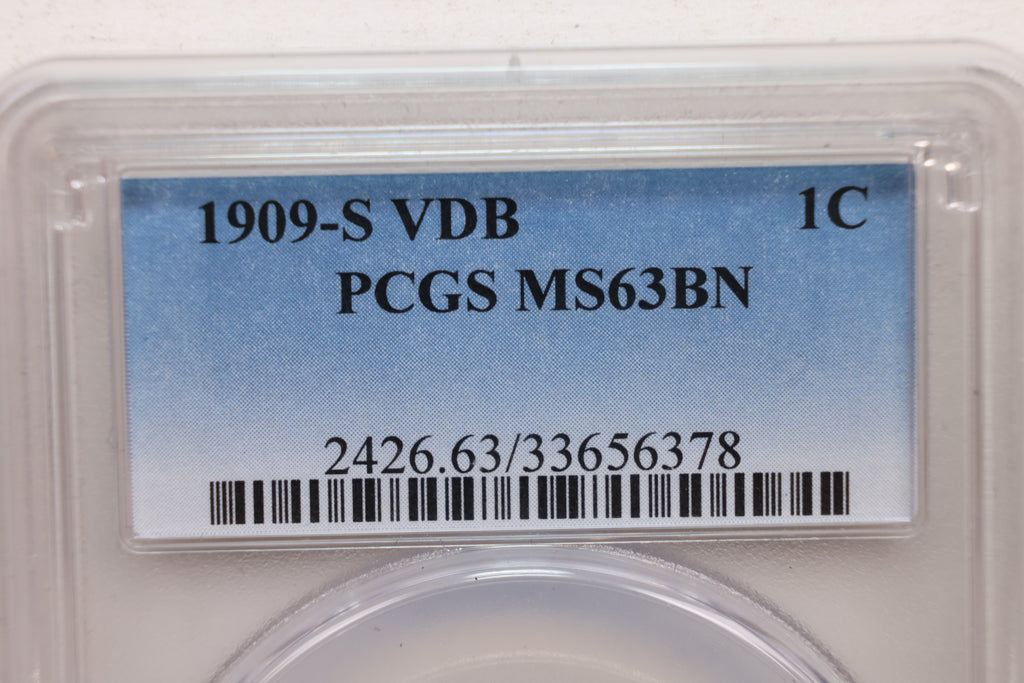 1909-S VDB 1C
PCGS MS63BN
2426.63/33656378